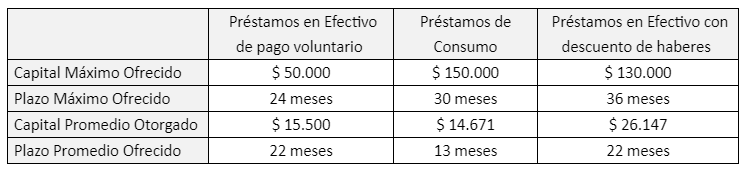 Préstamos en Efectivo de pago voluntario
Préstamos de Consumo
Préstamos en Efectivo con descuento de haberes
Capital Máximo Ofrecido $ 50.000 $ 150.000 $ 130.000
Plazo Máximo Ofrecido 24 meses 30 meses 36 meses
Capital Promedio Otorgado $ 15.500 $ 14.671 $ 26.147
Plazo Promedio Ofrecido 22 meses 13 meses 22 meses